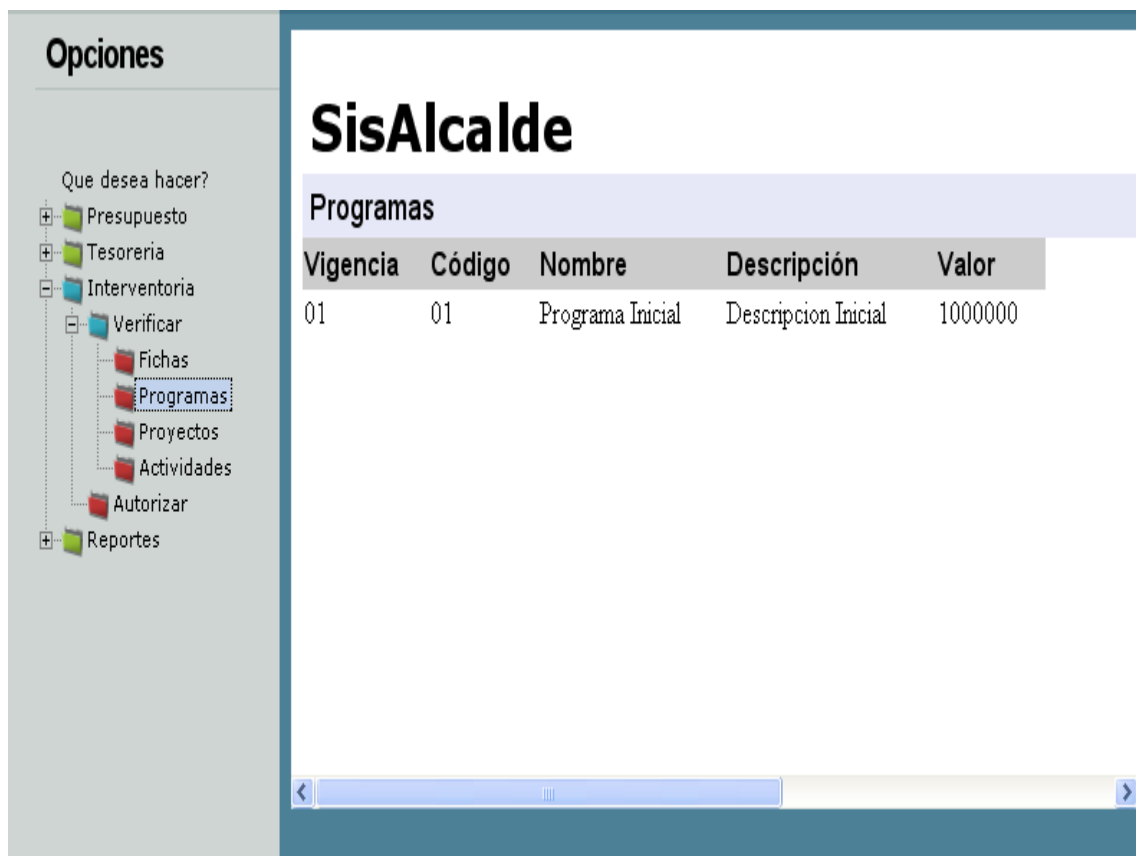 Opciones
Que desea hacer?
Presupuesto
Tesoreria
Interventoria
Verificar
Fichas
Programas
Proyectos
Actividades
Autorizar
Reportes
SisAlcalde
Programas
Vigencia Código Nombre Descripción Valor
01 01 Programa Inicial Descripcion Inicial 1000000